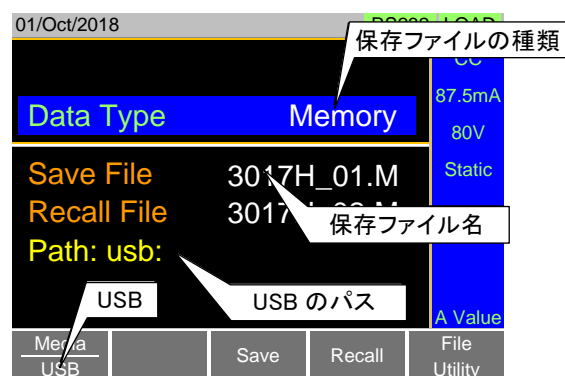 01/Oct/2018 LOAD
保存ファイルの種類
CC
87.5mA
Data Type Memory
80V
Save File 3017H_01.M
Static
Recall File
保存ファイル名
Path: usb:
USB
USB のパス
A Value
Media
USB
Save
Recall
File
Utility